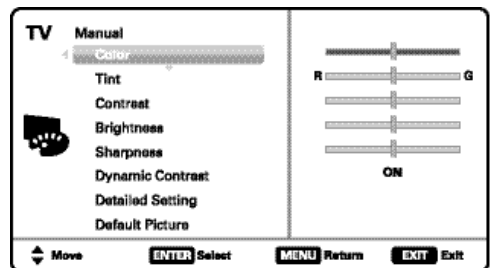 TV Manual
Color
Tint
R G
Contrast
Brightness
Sharpness
Dynamic Contrast ON
Detailed Setting
Default Picture
Move ENTER Select MENU Return EXIT Exit